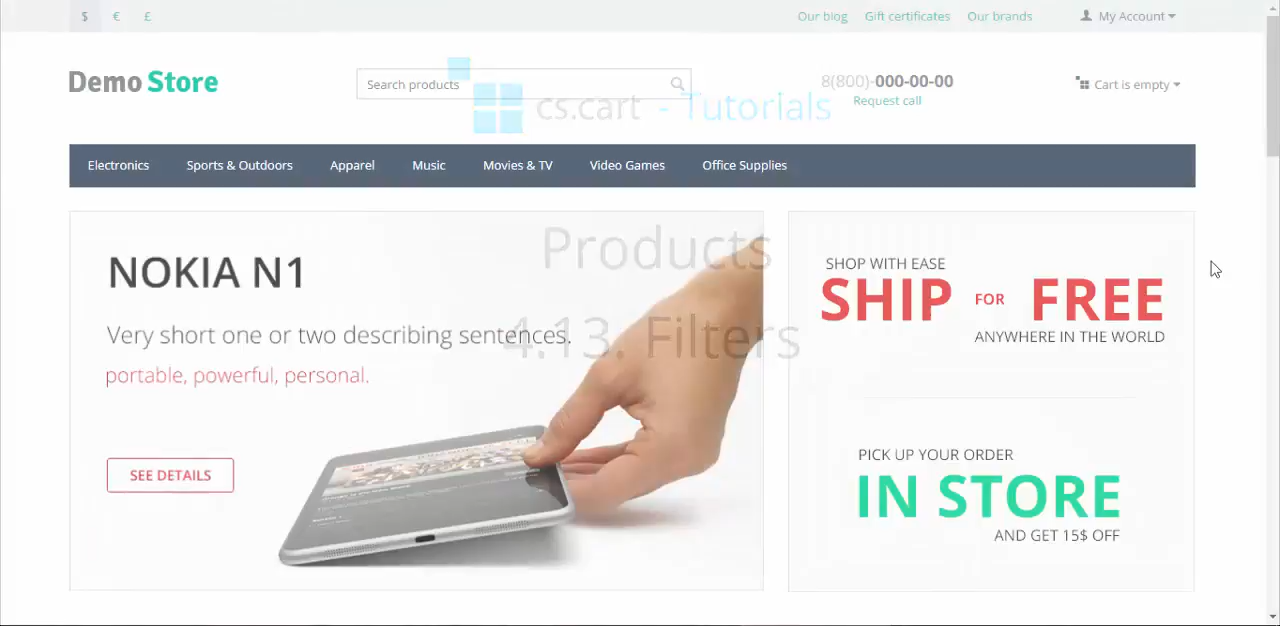 $ € £ Our blog Gift certificates Our brands My Account
Demo Store Search products 8(800)-000-00-00 Cart is empty
Request call
cs.cart - Tutorials
Electronics Sports & Outdoors Apparel Music Movies & TV Video Games Office Supplies
Products
4.13. Filters
NOKIA N1
Very short one or two describing sentences.
portable, powerful, personal.
SEE DETAILS
SHOP WITH EASE
SHIP FOR FREE
ANYWHERE IN THE WORLD
PICK UP YOUR ORDER
IN STORE
AND GET 15$ OFF